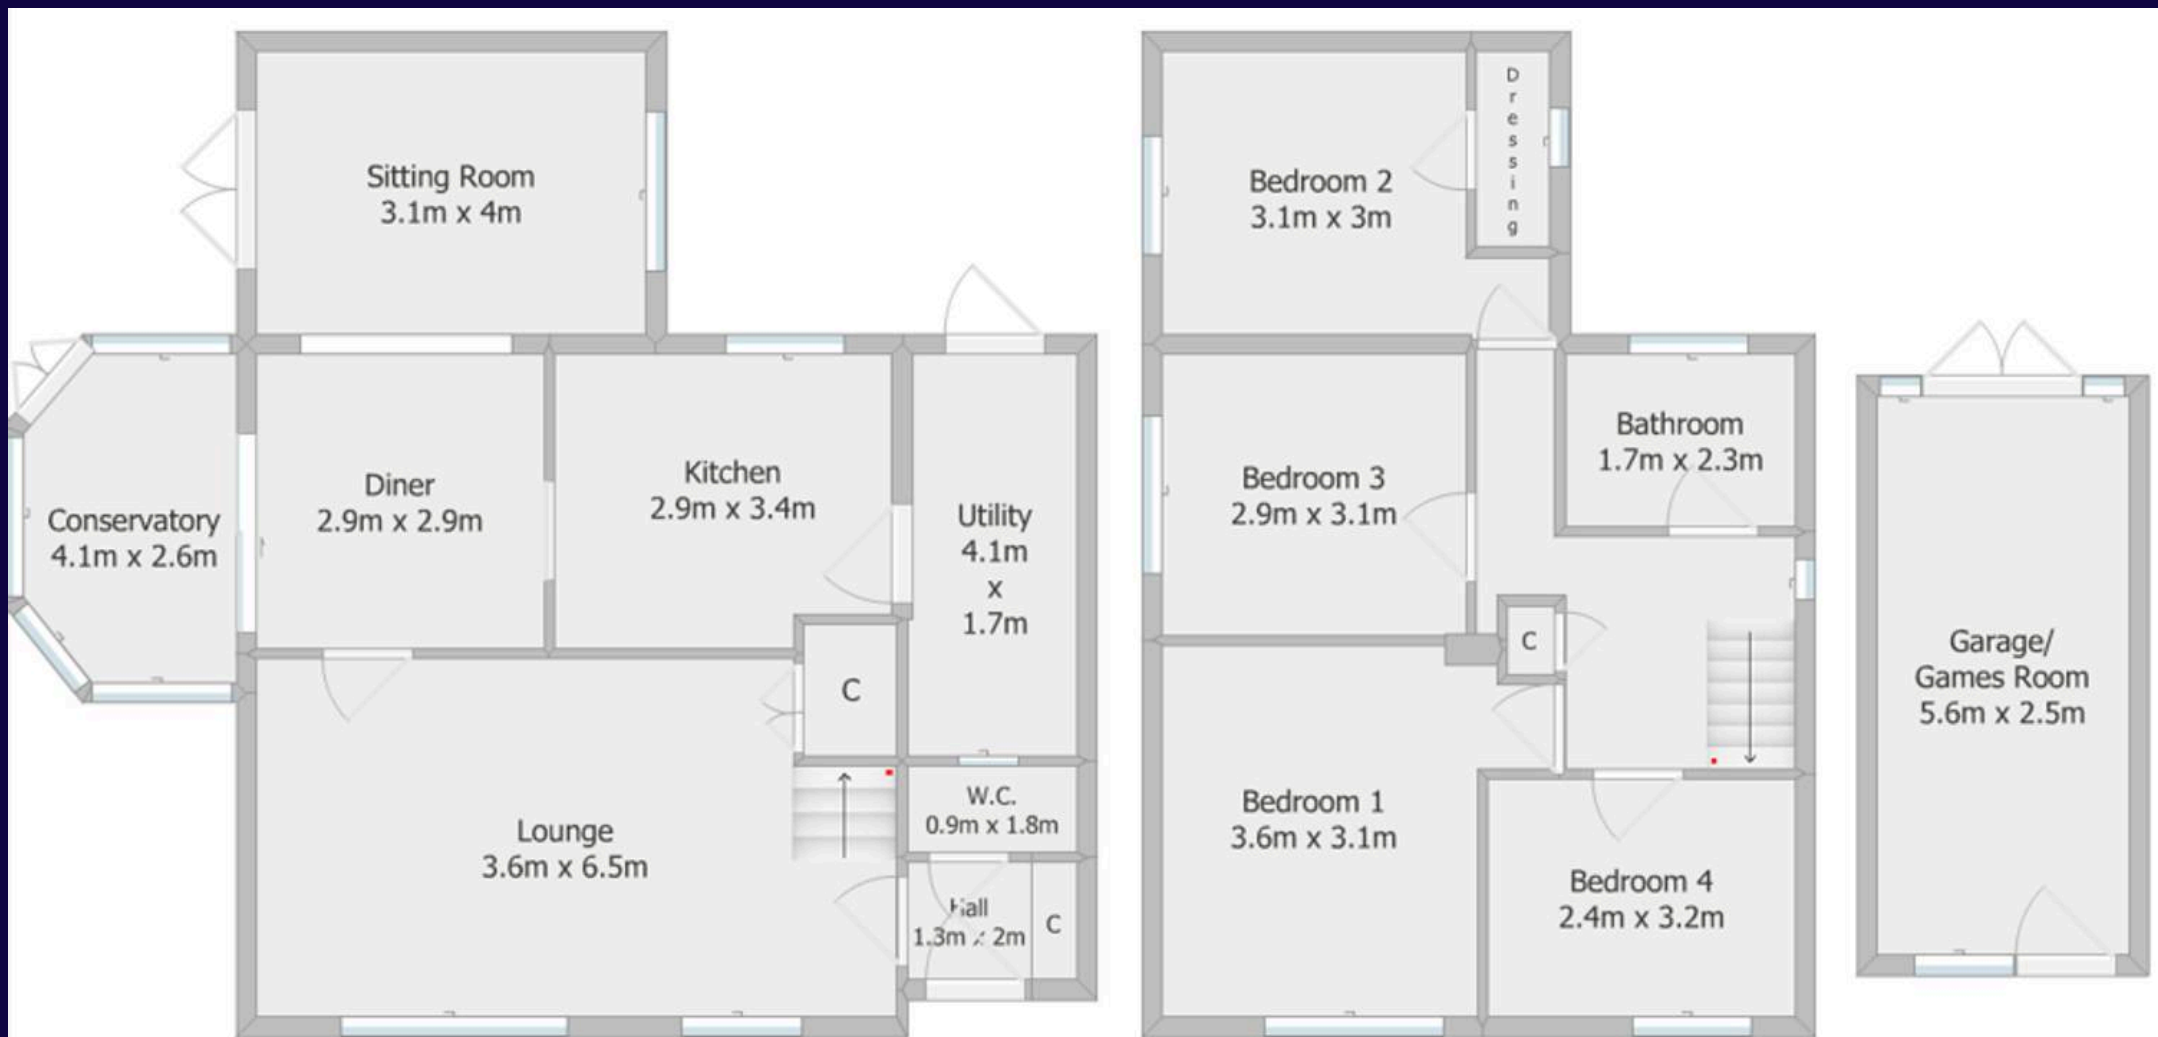 Sitting Room
3.1m x 4m
Conservatory
4.1m x 2.6m
Diner
2.9m x 2.9m
Kitchen
2.9m x 3.4m
Utility
4.1m
x
1.7m
C
Lounge
3.6m x 6.5m
W.C.
0.9m x 1.8m
Hall
1.3m x 2m
C
Bedroom 2
3.1m x 3m
D
r
e
s
s
i
n
g
Bedroom 3
2.9m x 3.1m
Bathroom
1.7m x 2.3m
C
Bedroom 1
3.6m x 3.1m
Bedroom 4
2.4m x 3.2m
Garage/
Games Room
5.6m x 2.5m